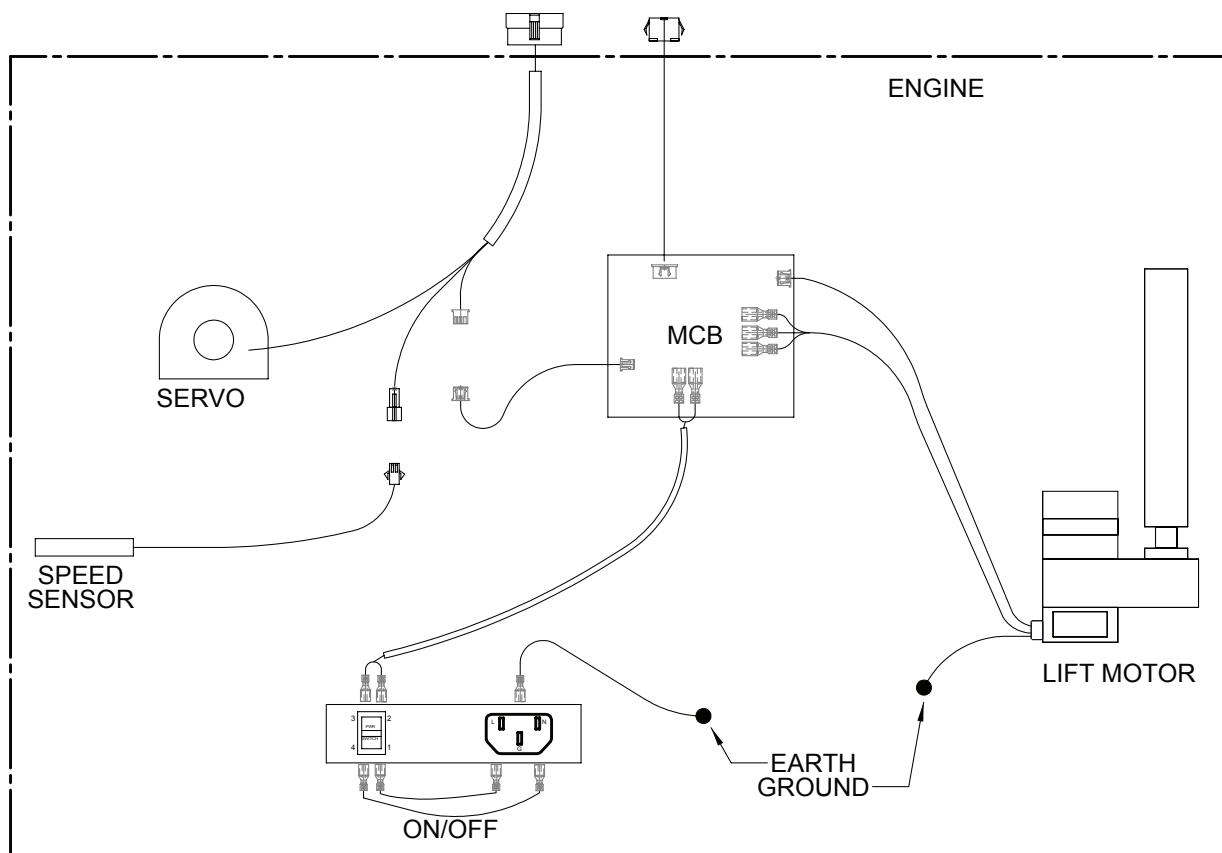 ENGINE
MCB
SERVO
SPEED
SENSOR
LIFT MOTOR
3 2
PWR
SWITCH
4 1
L N
G
EARTH
GROUND
ON/OFF